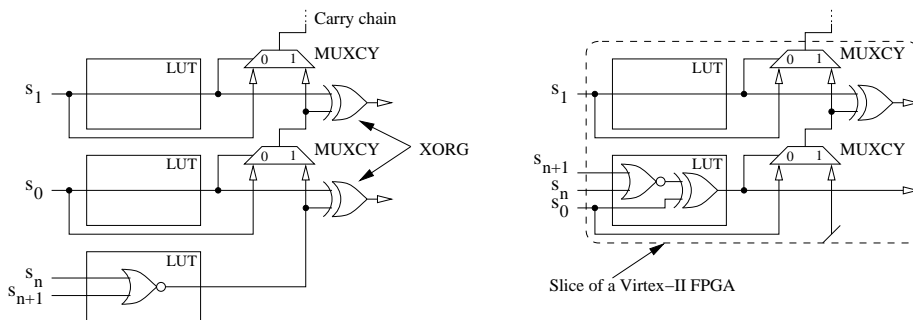 Carry chain
LUT
0 1
MUXCY
s1
LUT
0 1
MUXCY
XORG
s0
LUT
sn
sn+1
LUT
0 1
MUXCY
s1
LUT
0 1
MUXCY
sn+1
sn
s0
Slice of a Virtex−II FPGA